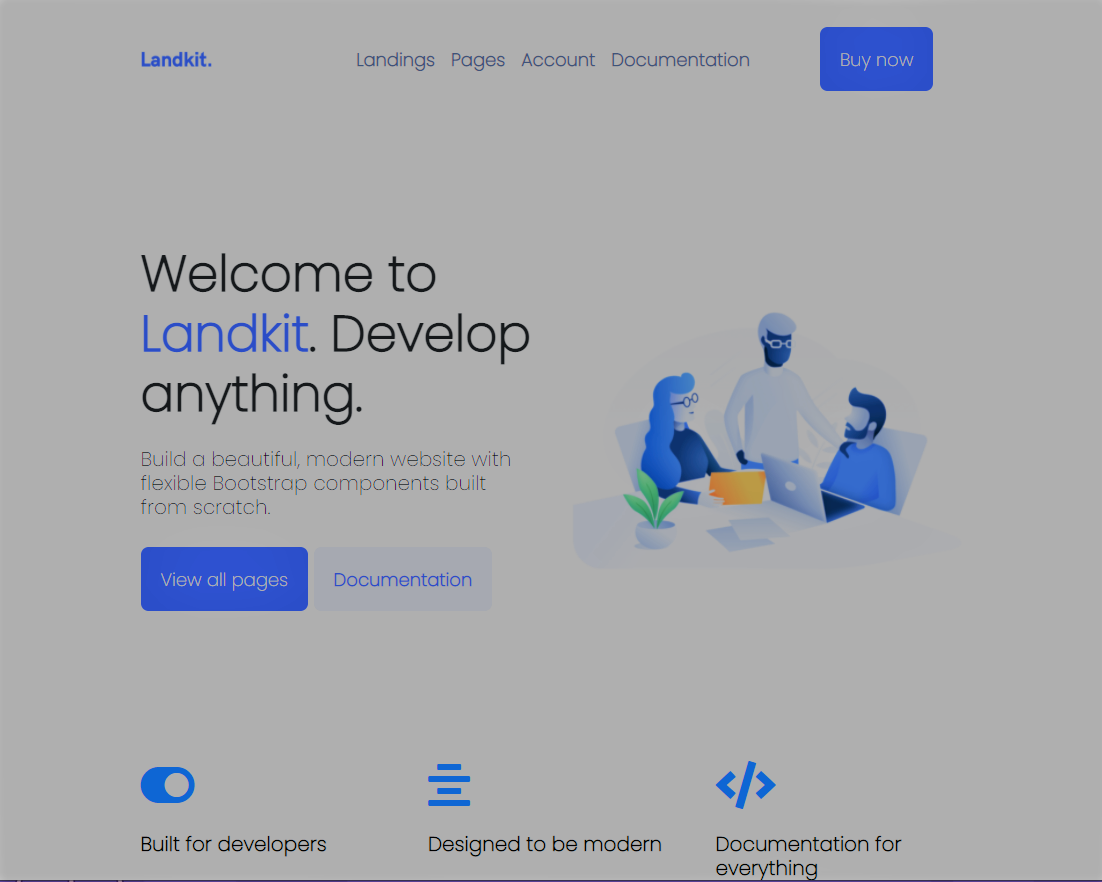 Landkit.
Landings Pages Account Documentation
Buy now
Welcome to
Landkit. Develop
anything.
Build a beautiful, modern website with
flexible Bootstrap components built
from scratch.
View all pages
Documentation
Built for developers
Designed to be modern
Documentation for
everything